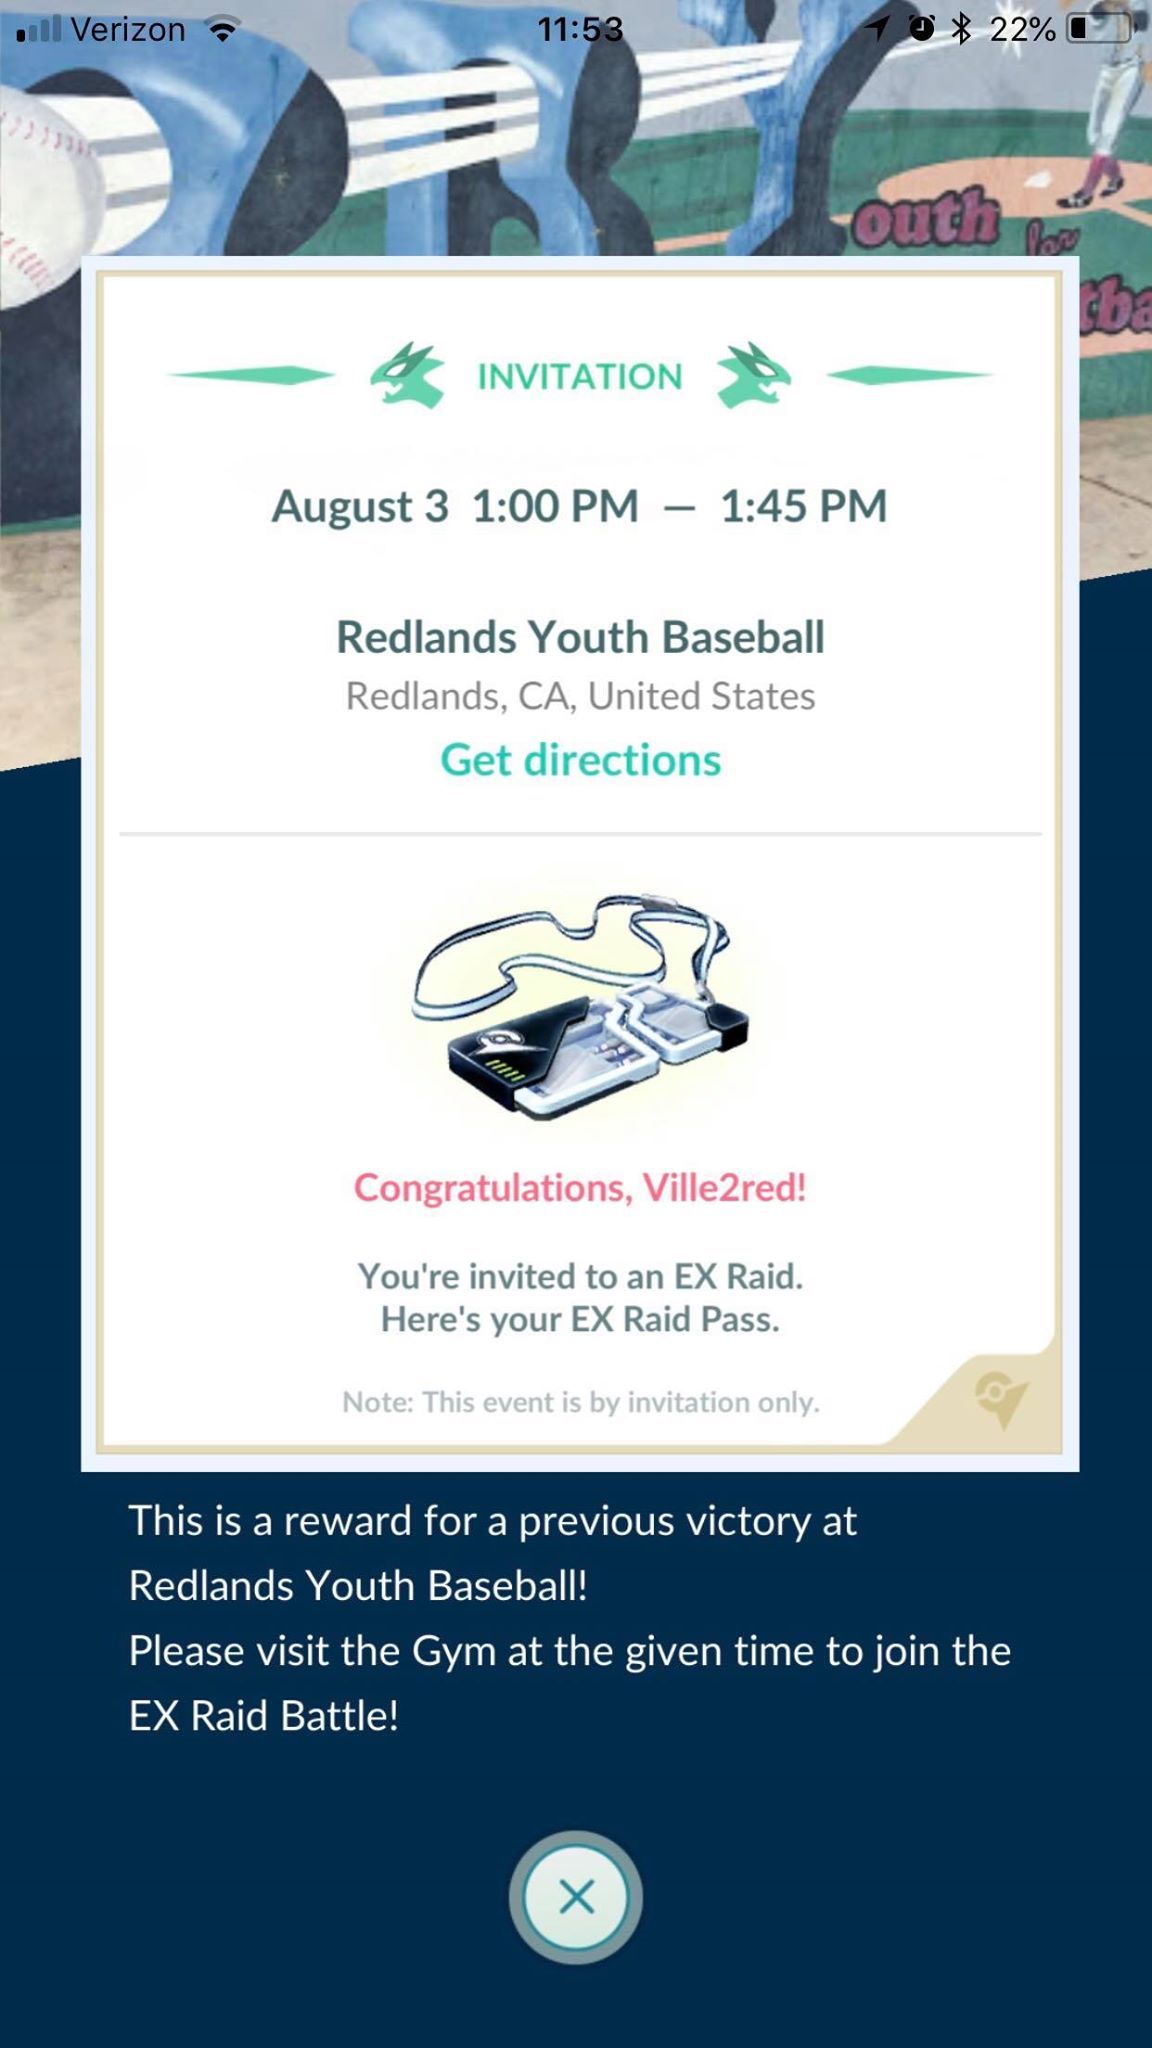 Verizon 11:53 22%
outh
for
tba
INVITATION
August 3 1:00 PM — 1:45 PM
Redlands Youth Baseball
Redlands, CA, United States
Get directions
Congratulations, Ville2red!
You're invited to an EX Raid.
Here's your EX Raid Pass.
Note: This event is by invitation only.
This is a reward for a previous victory at
Redlands Youth Baseball!
Please visit the Gym at the given time to join the
EX Raid Battle!